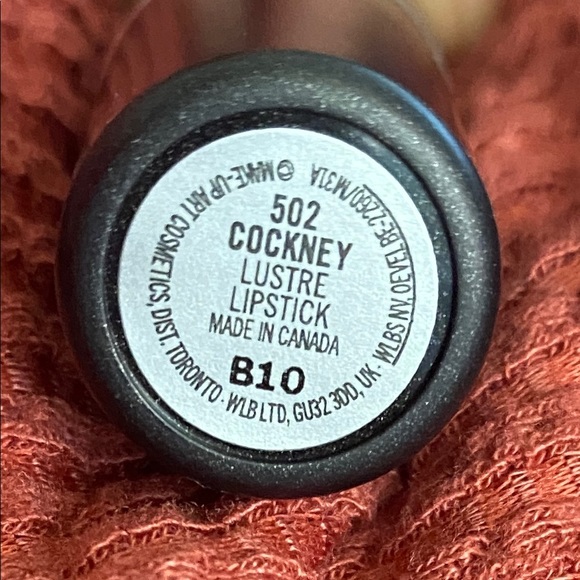 502
COCKNEY
LUSTRE
LIPSTICK
MADE IN CANADA
B10
© MAKE-UP ART COSMETICS, DIST. TORONTO · WLB LTD, GU32 3DD, UK · WLBS NV, EVEL BE-2260/M31A